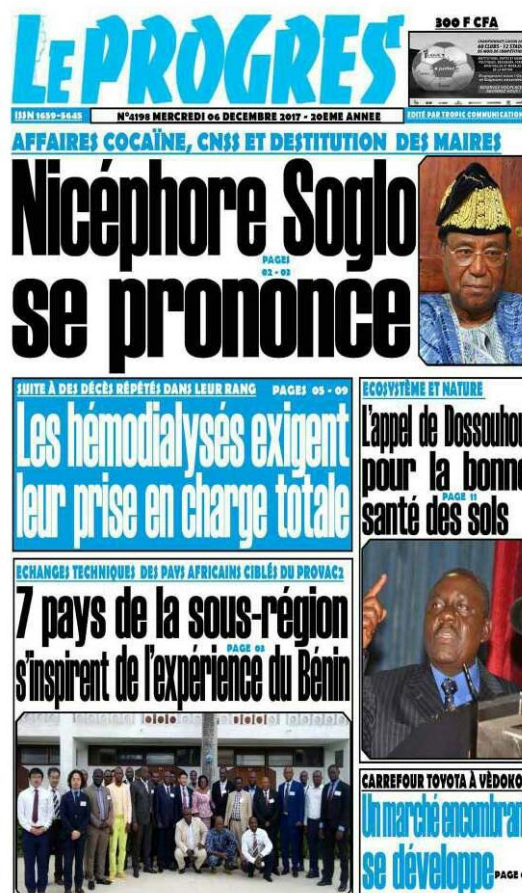 LE PROGRES
300 F CFA
ISSN 1659-5645
N°4198 MERCREDI 06 DECEMBRE 2017 - 20EME ANNEE
EDITÉ PAR TROPIC COMMUNICATION
AFFAIRES COCAÏNE, CNSS ET DESTITUTION DES MAIRES
Nicéphore Soglo
PAGES
02 - 03
se prononce
SUITE À DES DÉCÈS RÉPÉTÉS DANS LEUR RANG PAGES 05 - 09
Les hémodialysés exigent
leur prise en charge totale
ECHANGES TECHNIQUES DES PAYS AFRICAINS CIBLÉS DU PROVAC2
7 pays de la sous-région
PAGE 03
s'inspirent de l'expérience du Bénin
ECOSYSTÈME ET NATURE
L'appel de Dossouhou
pour la bonne
PAGE 11
santé des sols
CARREFOUR TOYOTA À VÈDOKO
Un marché encombran
se développe PAGE